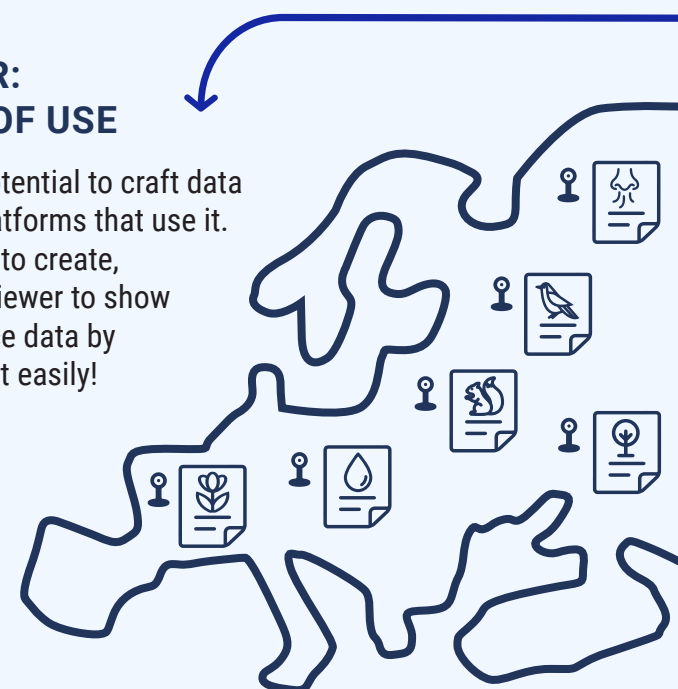 R:
OF USE
tential to craft data
atforms that use it.
to create,
iewer to show
e data by
t easily!